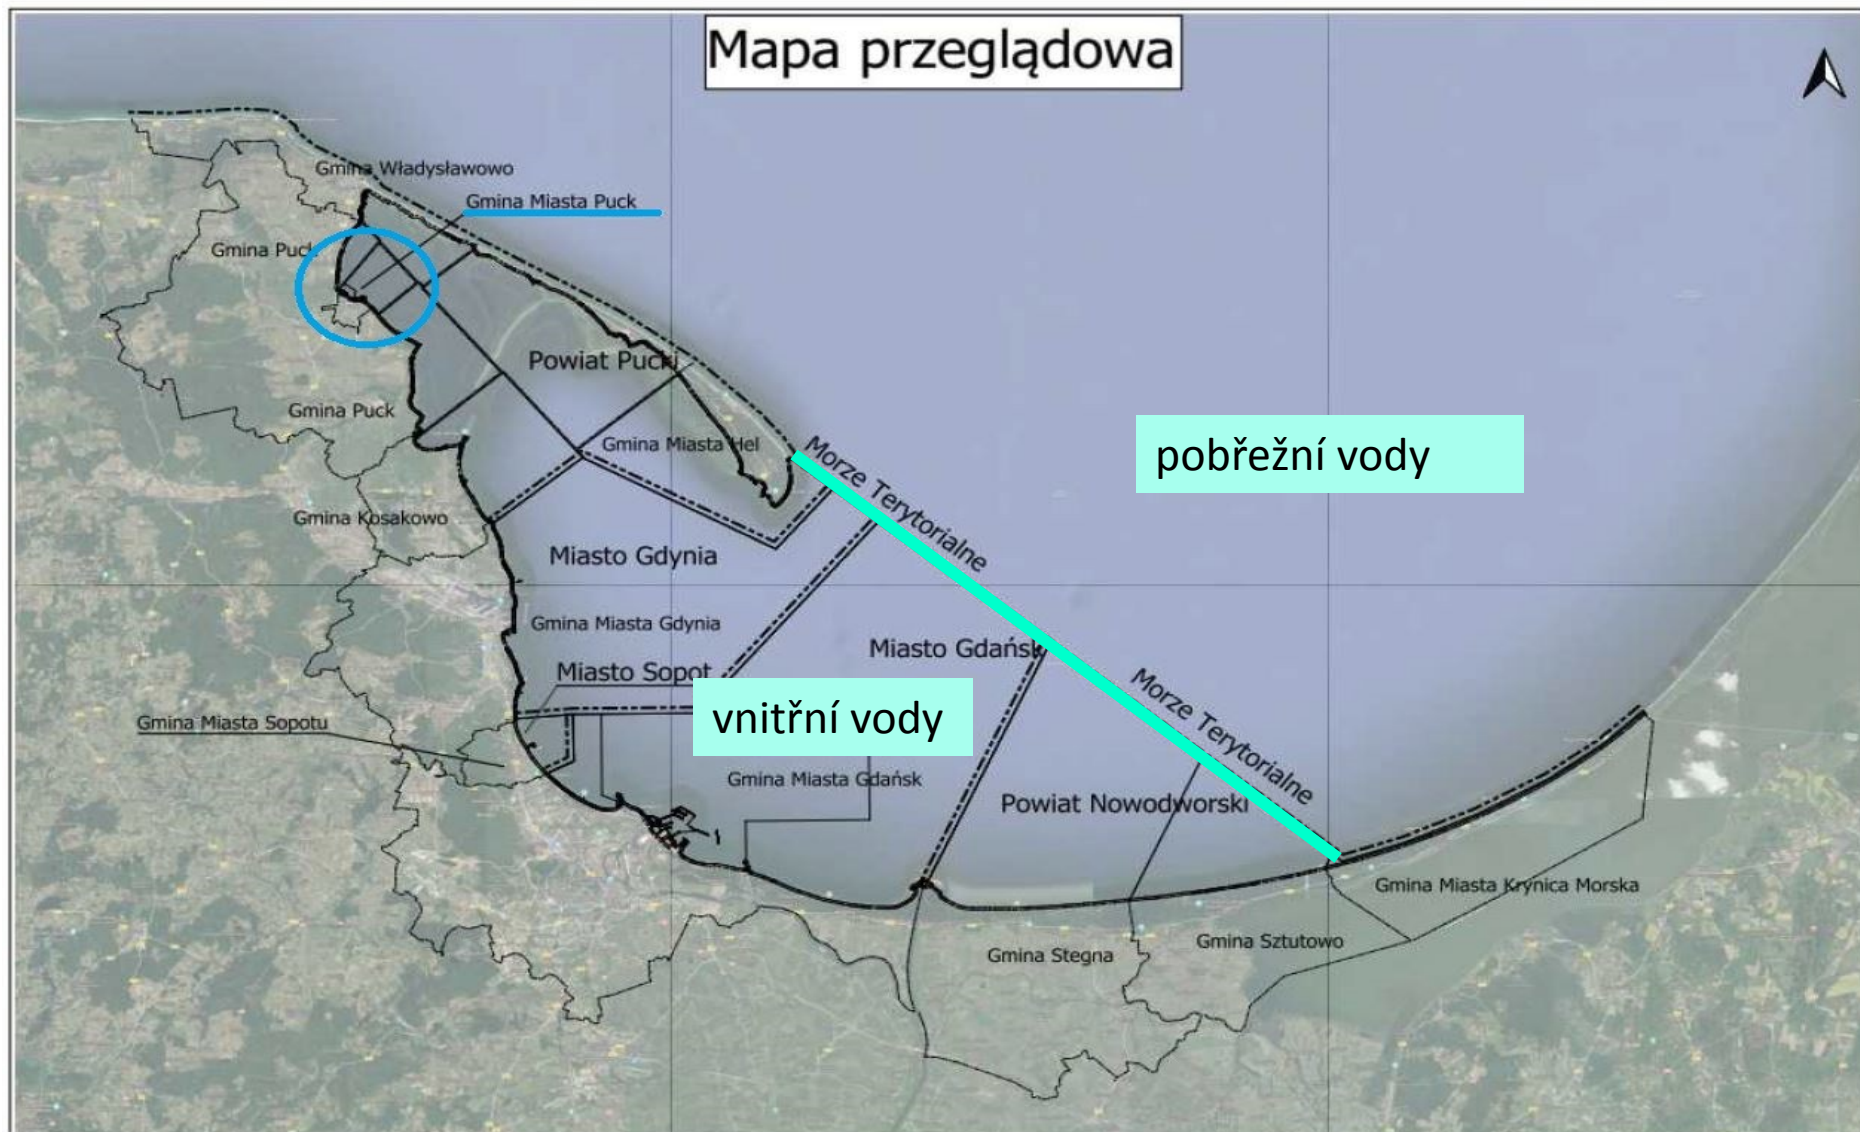 Mapa przeglądowa
Gmina Władysławowo
Gmina Miasta Puck
Gmina Puck
Powiat Pucki
Gmina Puck
Gmina Miasta Hel
Morze Terytorialne
pobřežní vody
Gmina Kosakowo
Miasto Gdynia
Gmina Miasta Gdynia
Miasto Gdańsk
Miasto Sopot
Morze Terytorialne
vnitřní vody
Gmina Miasta Sopotu
Gmina Miasta Gdańsk
Powiat Nowodworski
Gmina Miasta Krynica Morska
Gmina Sztutowo
Gmina Stegna